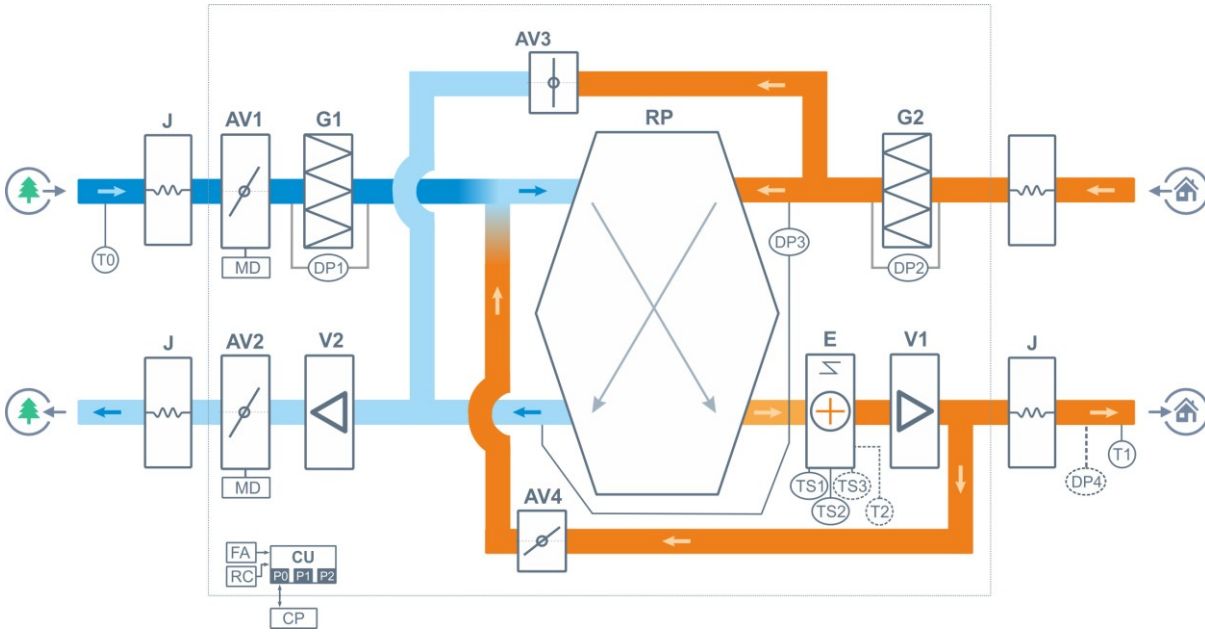 AV3
J
AV1
G1
RP
G2
T0
MD
DP1
DP3
DP2
J
AV2
V2
E
V1
J
MD
TS1
TS3
TS2
T2
DP4
T1
AV4
FA
RC
CU
P0 P1 P2
CP